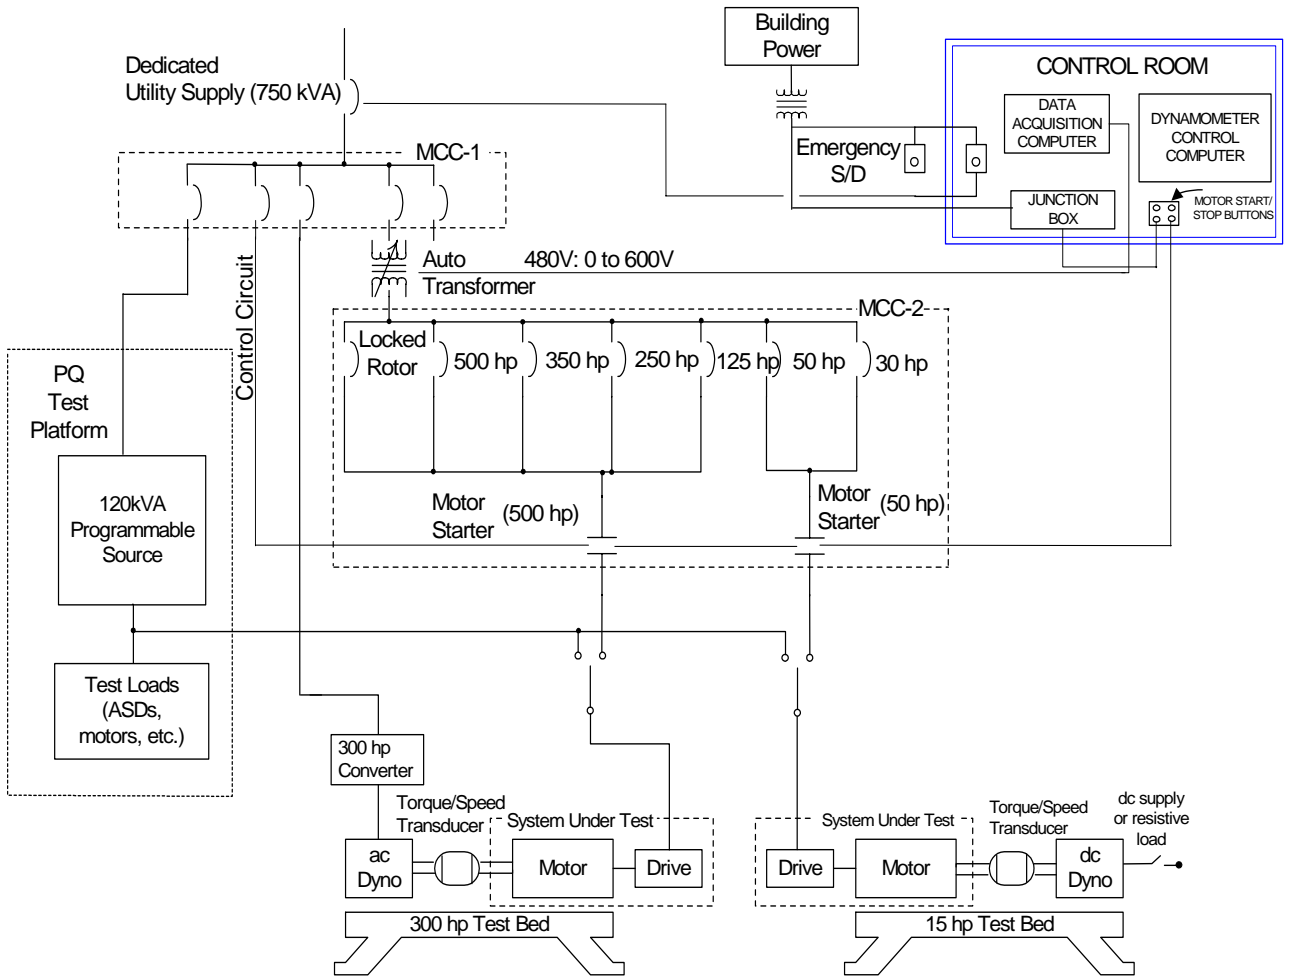 Building
Power
Dedicated
Utility Supply (750 kVA)
CONTROL ROOM
DATA
ACQUISITION
COMPUTER
DYNAMOMETER
CONTROL
COMPUTER
MCC-1
Emergency
S/D
JUNCTION
BOX
MOTOR START/
STOP BUTTONS
Control Circuit
Auto
Transformer
480V: 0 to 600V
MCC-2
Locked
Rotor
500 hp
350 hp
250 hp
125 hp
50 hp
30 hp
PQ
Test
Platform
120kVA
Programmable
Source
Motor
Starter
(500 hp)
Motor
Starter
(50 hp)
Test Loads
(ASDs,
motors, etc.)
300 hp
Converter
Torque/Speed
Transducer
System Under Test
ac
Dyno
Motor
Drive
300 hp Test Bed
System Under Test
Torque/Speed
Transducer
dc supply
or resistive
load
Drive
Motor
dc
Dyno
15 hp Test Bed